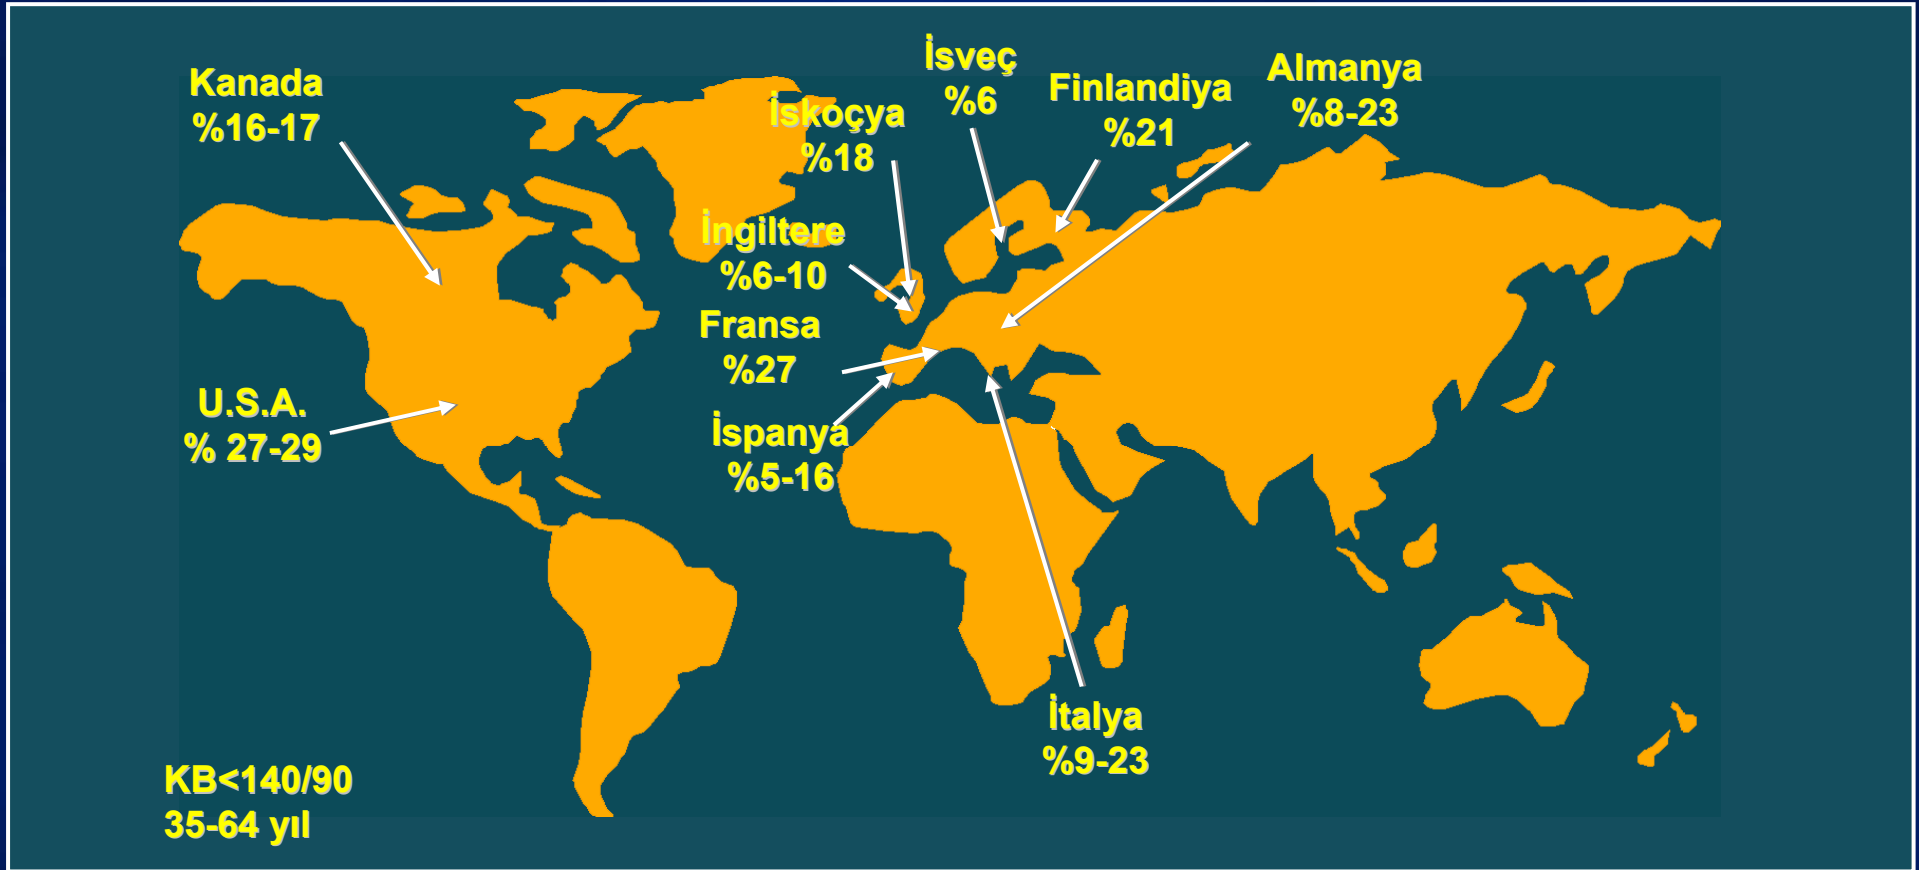 Kanada
%16-17
İskoçya
%18
İsveç
%6
Finlandiya
%21
Almanya
%8-23
İngiltere
%6-10
Fransa
%27
U.S.A.
% 27-29
İspanya
%5-16
İtalya
%9-23
KB<140/90
35-64 yıl